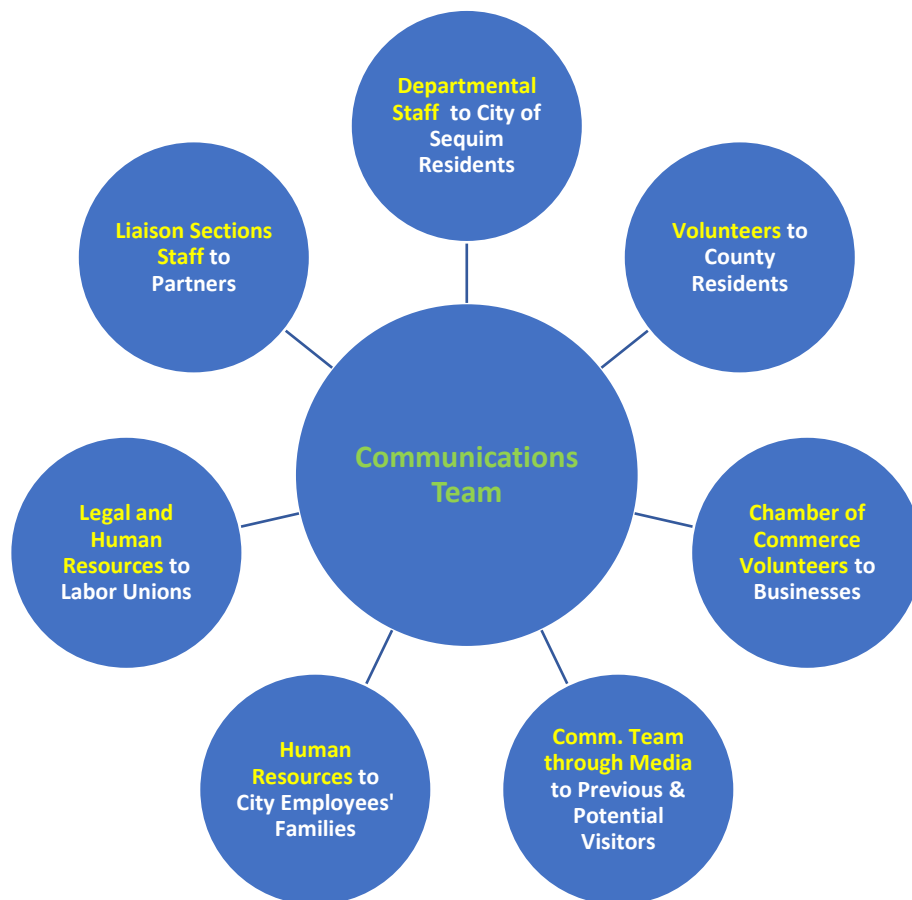 Departmental
Staff  to City of
Sequim
Residents
Volunteers to
County
Residents
Chamber of
Commerce
Volunteers to
Businesses
Comm. Team
through Media
to Previous &
Potential
Visitors
Human
Resources to
City Employees'
Families
Legal and
Human
Resources to
Labor Unions
Liaison Sections
Staff to
Partners
Communications
Team